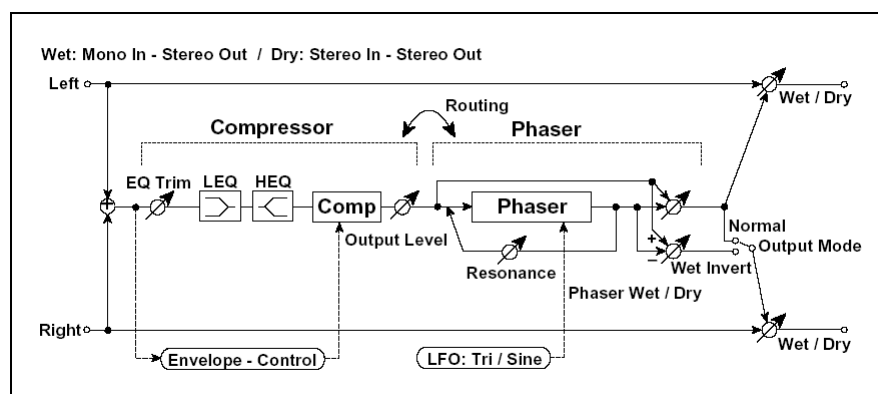 Wet: Mono In - Stereo Out / Dry: Stereo In - Stereo Out
Left
Wet / Dry
Routing
Compressor
Phaser
EQ Trim
LEQ
HEQ
+
Comp
Phaser
Output Level
Normal
Output Mode
+
−
Wet Invert
Resonance
Phaser Wet / Dry
Right
Wet / Dry
Envelope - Control
LFO: Tri / Sine